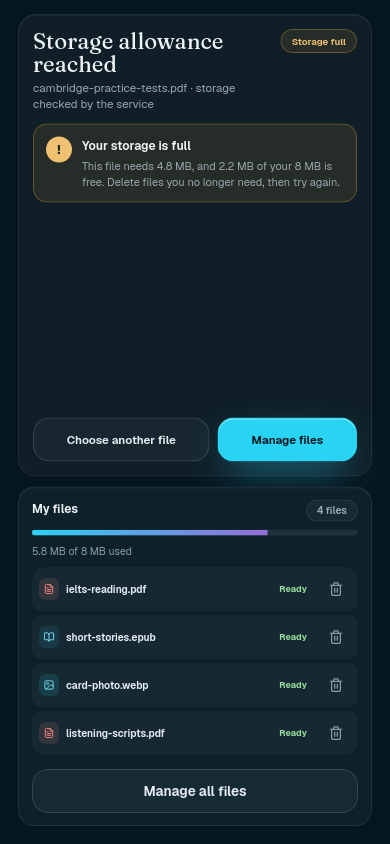 Storage allowance
reached
Storage full
cambridge-practice-tests.pdf · storage
checked by the service
!
Your storage is full
This file needs 4.8 MB, and 2.2 MB of your 8 MB is
free. Delete files you no longer need, then try again.
Choose another file
Manage files
My files
4 files
5.8 MB of 8 MB used
ielts-reading.pdf
Ready
short-stories.epub
Ready
card-photo.webp
Ready
listening-scripts.pdf
Ready
Manage all files